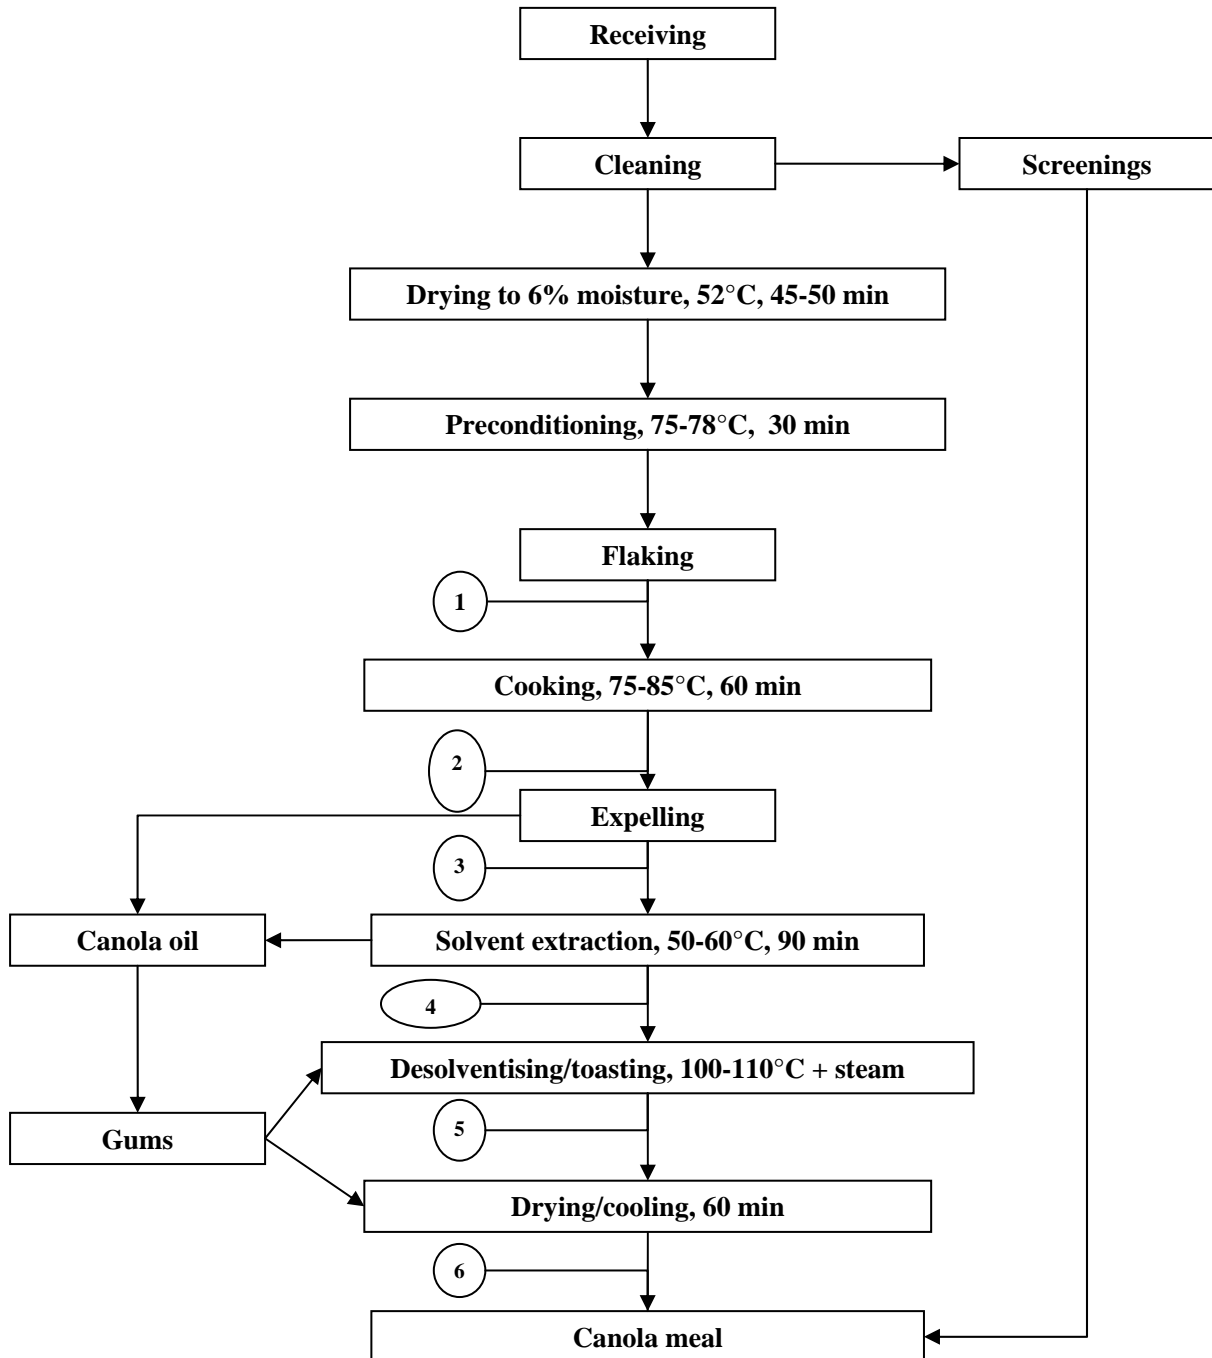 Receiving
Cleaning
Screenings
Drying to 6% moisture, 52°C, 45-50 min
Preconditioning, 75-78°C, 30 min
Flaking
1
Cooking, 75-85°C, 60 min
2
Expelling
3
Canola oil
Solvent extraction, 50-60°C, 90 min
4
Desolventising/toasting, 100-110°C + steam
5
Gums
Drying/cooling, 60 min
6
Canola meal